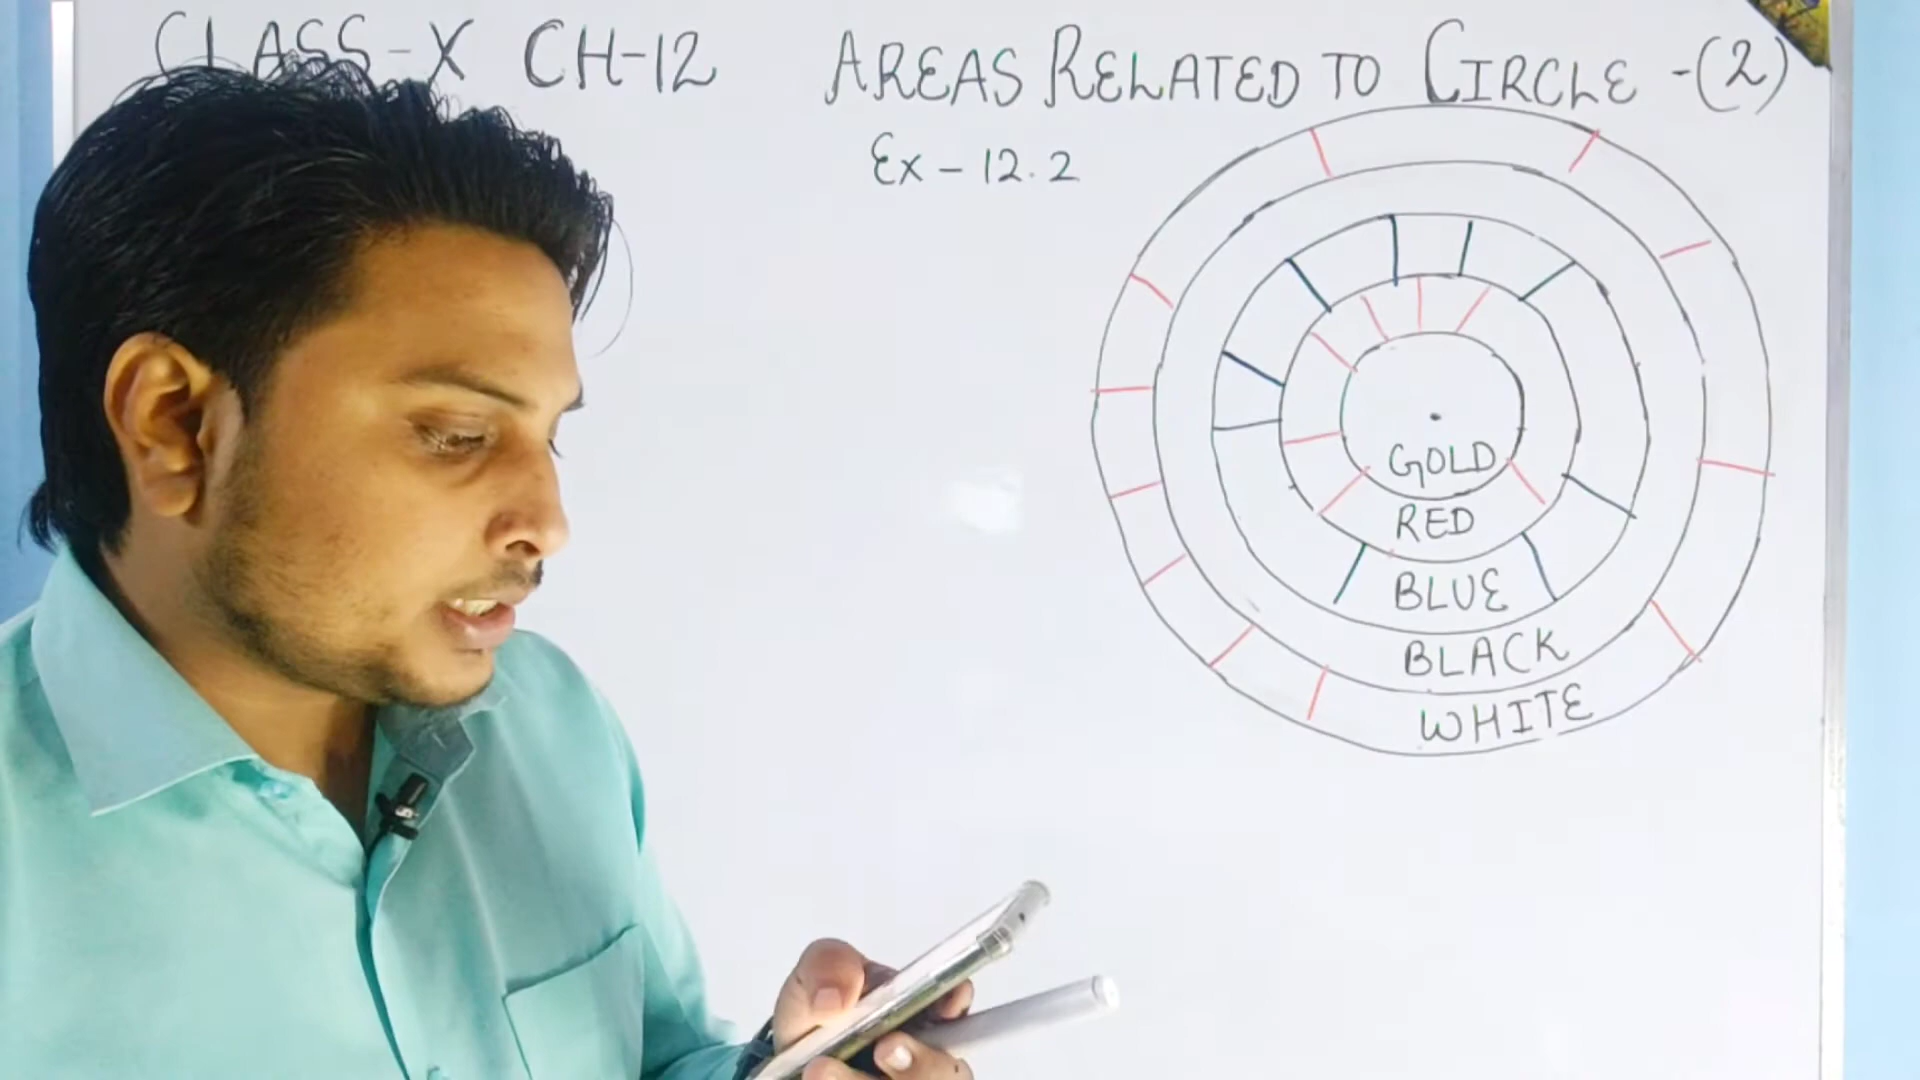 CLASS-X CH-12 AREAS RELATED TO CIRCLE -(2)
Ex - 12.2
GOLD
RED
BLUE
BLACK
WHITE